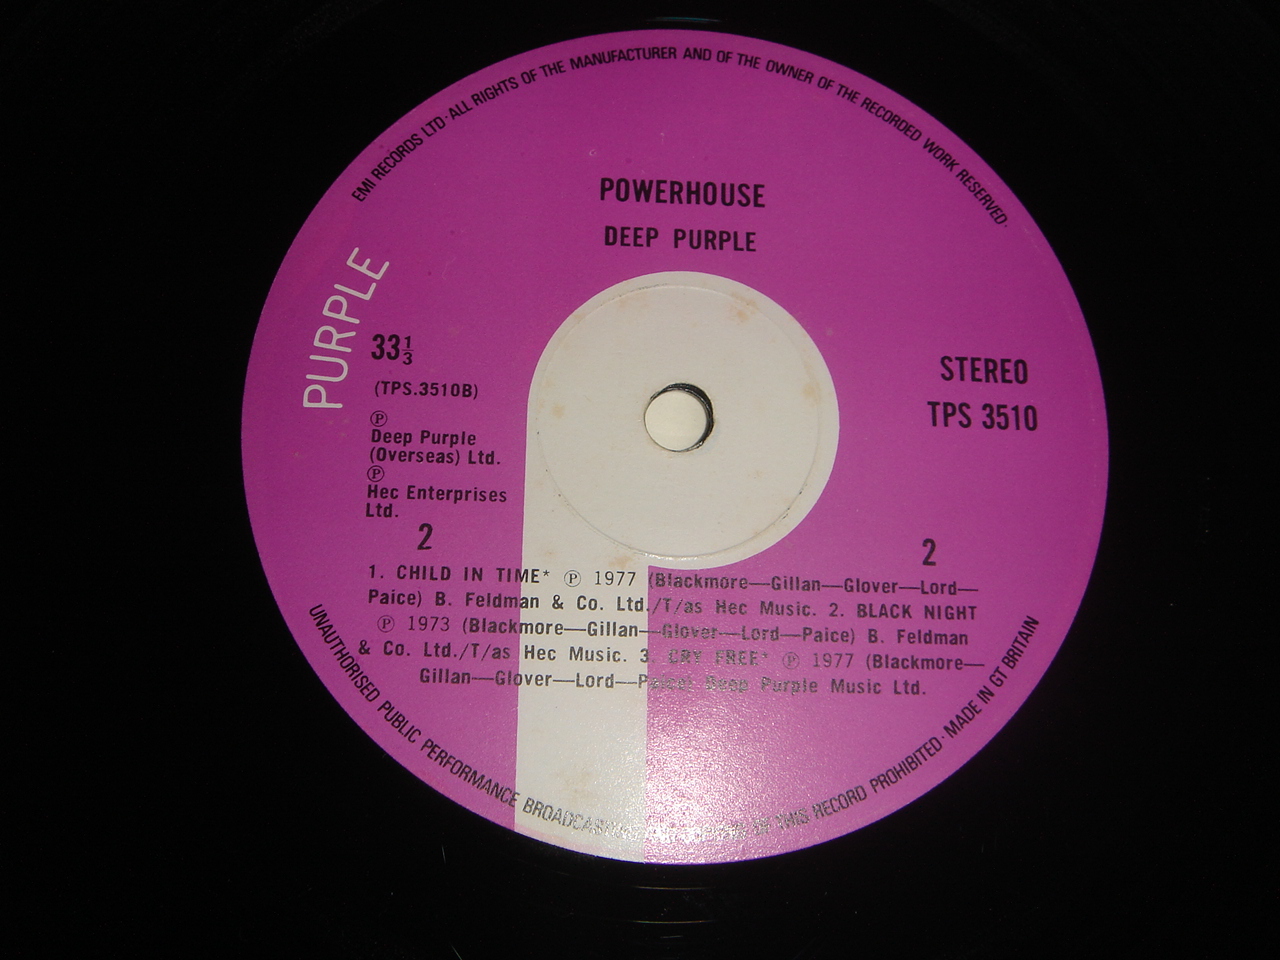 EMI RECORDS LTD · ALL RIGHTS OF THE MANUFACTURER AND OF THE OWNER OF THE RECORDED WORK RESERVED ·
POWERHOUSE
DEEP PURPLE
PURPLE
33⅓
(TPS.3510B)
℗
Deep Purple
(Overseas) Ltd.
℗
Hec Enterprises
Ltd.
2
STEREO
TPS 3510
2
1. CHILD IN TIME* ℗ 1977 (Blackmore—Gillan—Glover—Lord—
Paice) B. Feldman & Co. Ltd./T/as Hec Music. 2. BLACK NIGHT
℗ 1973 (Blackmore—Gillan—Glover—Lord—Paice) B. Feldman
& Co. Ltd./T/as Hec Music. 3. CRY FREE* ℗ 1977 (Blackmore—
Gillan—Glover—Lord—Paice) Deep Purple Music Ltd.
UNAUTHORISED PUBLIC PERFORMANCE BROADCASTING THIS RECORD PROHIBITED · MADE IN GT BRITAIN